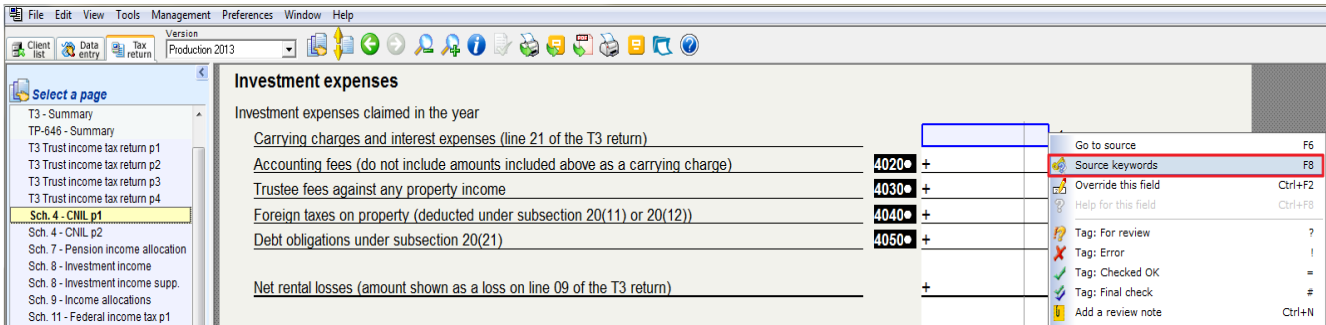 File Edit View Tools Management Preferences Window Help
Client list Data entry Tax return Version Production 2013
Select a page
T3 - Summary
TP-646 - Summary
T3 Trust income tax return p1
T3 Trust income tax return p2
T3 Trust income tax return p3
T3 Trust income tax return p4
Sch. 4 - CNIL p1
Sch. 4 - CNIL p2
Sch. 7 - Pension income allocation
Sch. 8 - Investment income
Sch. 8 - Investment income supp.
Sch. 9 - Income allocations
Sch. 11 - Federal income tax p1
Investment expenses
Investment expenses claimed in the year
Carrying charges and interest expenses (line 21 of the T3 return)
Accounting fees (do not include amounts included above as a carrying charge) 4020 +
Trustee fees against any property income 4030 +
Foreign taxes on property (deducted under subsection 20(11) or 20(12)) 4040 +
Debt obligations under subsection 20(21) 4050 +
Net rental losses (amount shown as a loss on line 09 of the T3 return) +
Go to source F6
Source keywords F8
Override this field Ctrl+F2
Help for this field Ctrl+F8
Tag: For review ?
Tag: Error !
Tag: Checked OK =
Tag: Final check #
Add a review note Ctrl+N